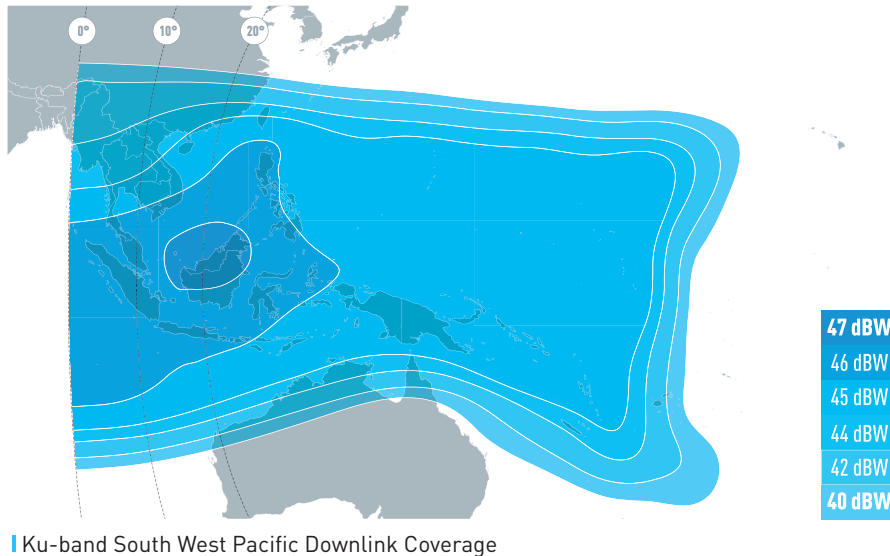 0°
10°
20°
47 dBW
46 dBW
45 dBW
44 dBW
42 dBW
40 dBW
Ku-band South West Pacific Downlink Coverage